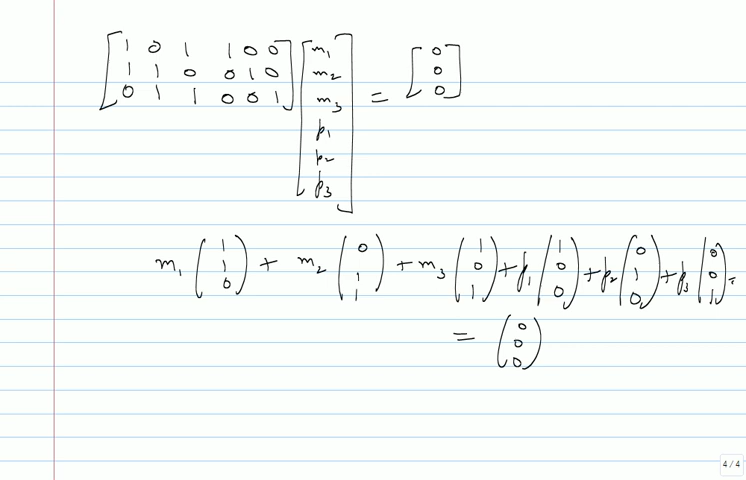 [1 0 1 1 0 0] [m₁] [0]
[1 1 0 0 1 0] [m₂] [0]
[0 1 1 0 0 1] [m₃] = [0]
[p₁]
[p₂]
[p₃]
m₁ (1 1 0) + m₂ (0 1 1) + m₃ (1 0 1) + p₁ (1 0 0) + p₂ (0 1 0) + p₃ (0 0 1) =
= (0 0 0)
4 / 4